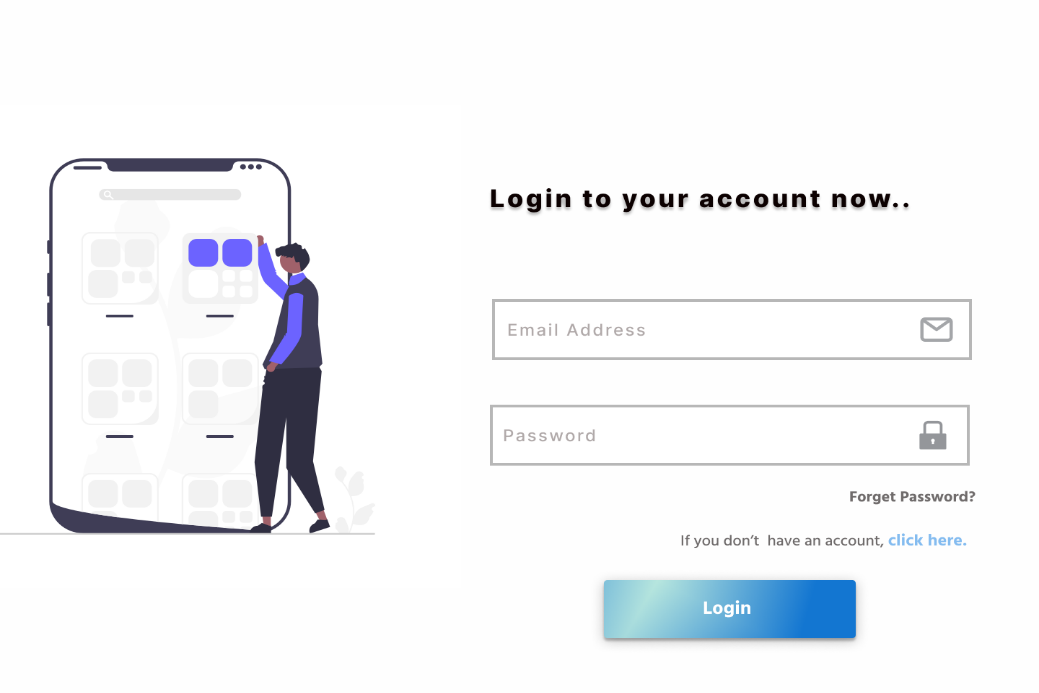 Login to your account now..
Email Address
Password
Forget Password?
If you don’t  have an account, click here.
Login